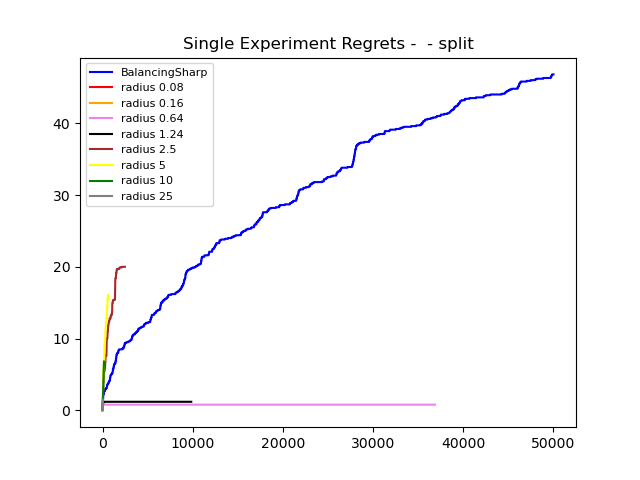 Single Experiment Regrets -  - split
BalancingSharp
radius 0.08
radius 0.16
radius 0.64
radius 1.24
radius 2.5
radius 5
radius 10
radius 25
40
30
20
10
0
0 10000 20000 30000 40000 50000